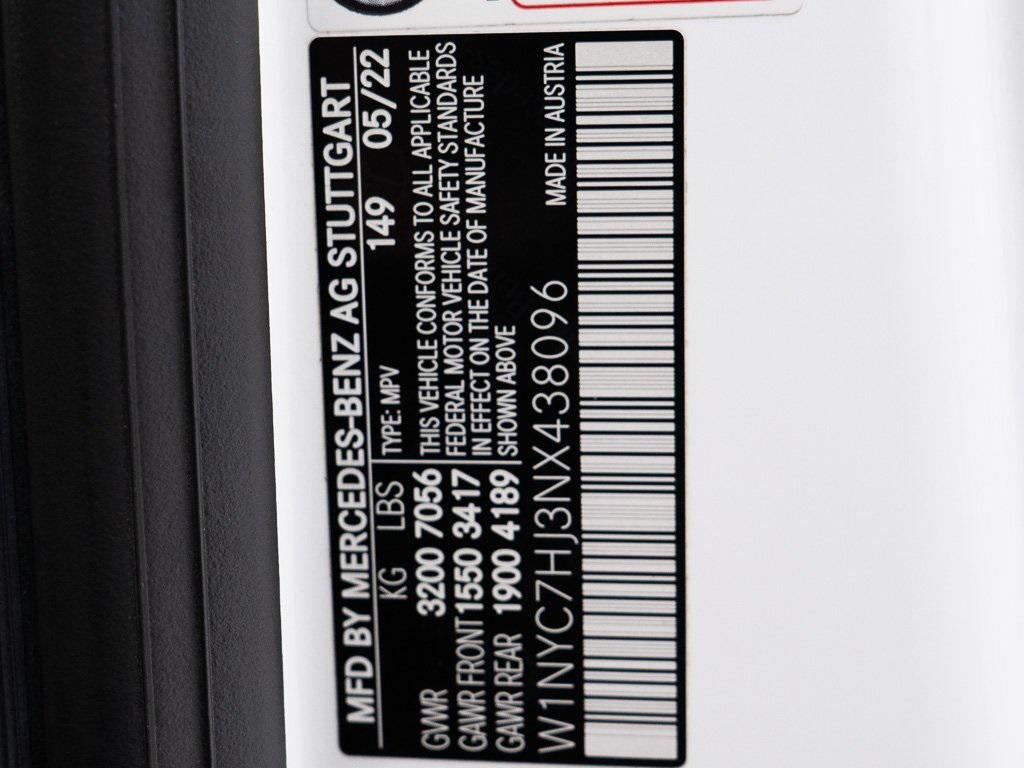 MFD BY MERCEDES-BENZ AG STUTTGART
KG LBS TYPE: MPV 149 05/22
GVWR 3200 7056 THIS VEHICLE CONFORMS TO ALL APPLICABLE
GAWR FRONT 1550 3417 FEDERAL MOTOR VEHICLE SAFETY STANDARDS
IN EFFECT ON THE DATE OF MANUFACTURE
GAWR REAR 1900 4189 SHOWN ABOVE
W1NYC7HJ3NX438096 MADE IN AUSTRIA